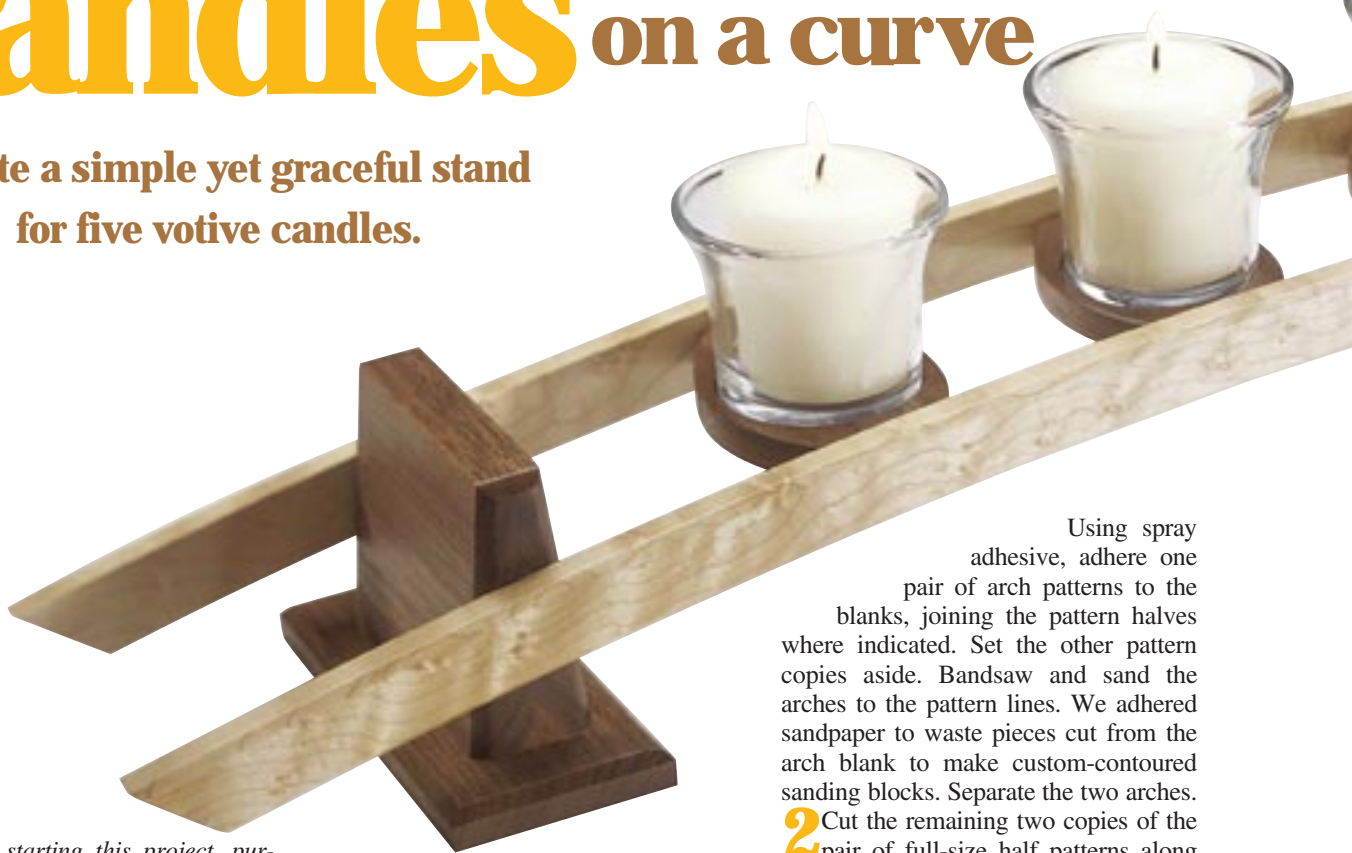 andles on a curve
te a simple yet graceful stand
for five votive candles.
Using spray
adhesive, adhere one
pair of arch patterns to the
blanks, joining the pattern halves
where indicated. Set the other pattern
copies aside. Bandsaw and sand the
arches to the pattern lines. We adhered
sandpaper to waste pieces cut from the
arch blank to make custom-contoured
sanding blocks. Separate the two arches.
2 Cut the remaining two copies of the
pair of full-size half patterns along
starting this project, pur-